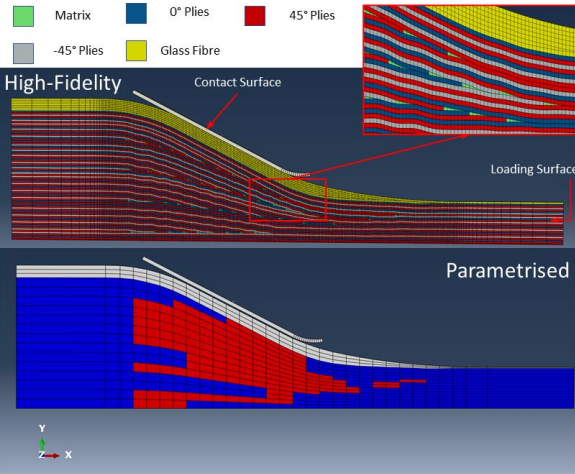 Matrix
0° Plies
45° Plies
-45° Plies
Glass Fibre
High-Fidelity
Contact Surface
Loading Surface
Parametrised
Y
Z X